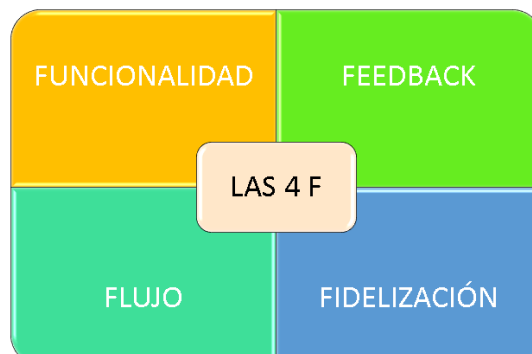 FUNCIONALIDAD
FEEDBACK
LAS 4 F
FLUJO
FIDELIZACIÓN